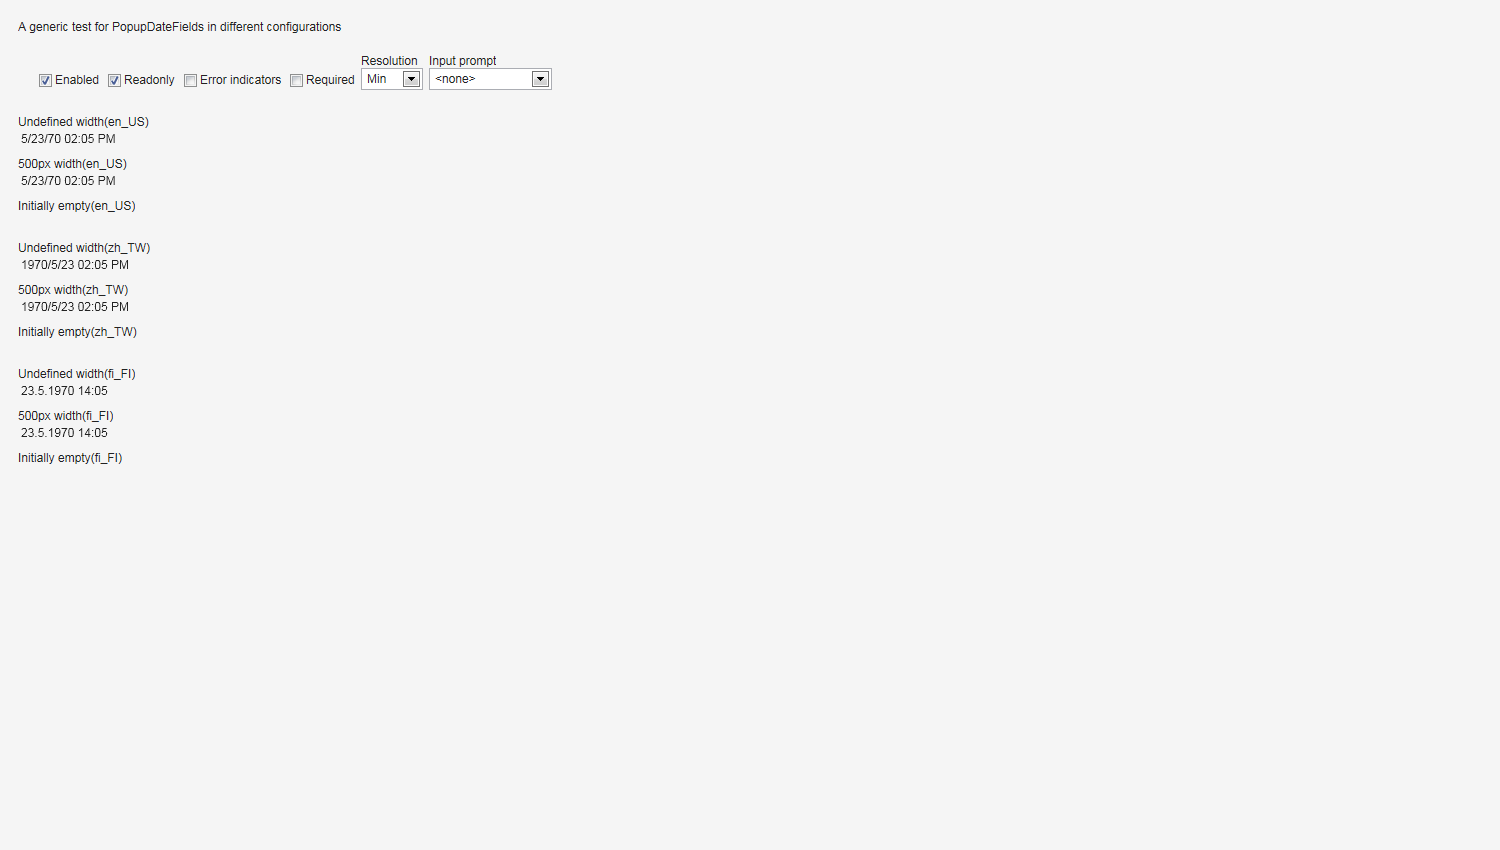 A generic test for PopupDateFields in different configurations
Resolution Input prompt
Enabled Readonly Error indicators Required Min <none>
Undefined width(en_US)
5/23/70 02:05 PM
500px width(en_US)
5/23/70 02:05 PM
Initially empty(en_US)
Undefined width(zh_TW)
1970/5/23 02:05 PM
500px width(zh_TW)
1970/5/23 02:05 PM
Initially empty(zh_TW)
Undefined width(fi_FI)
23.5.1970 14:05
500px width(fi_FI)
23.5.1970 14:05
Initially empty(fi_FI)